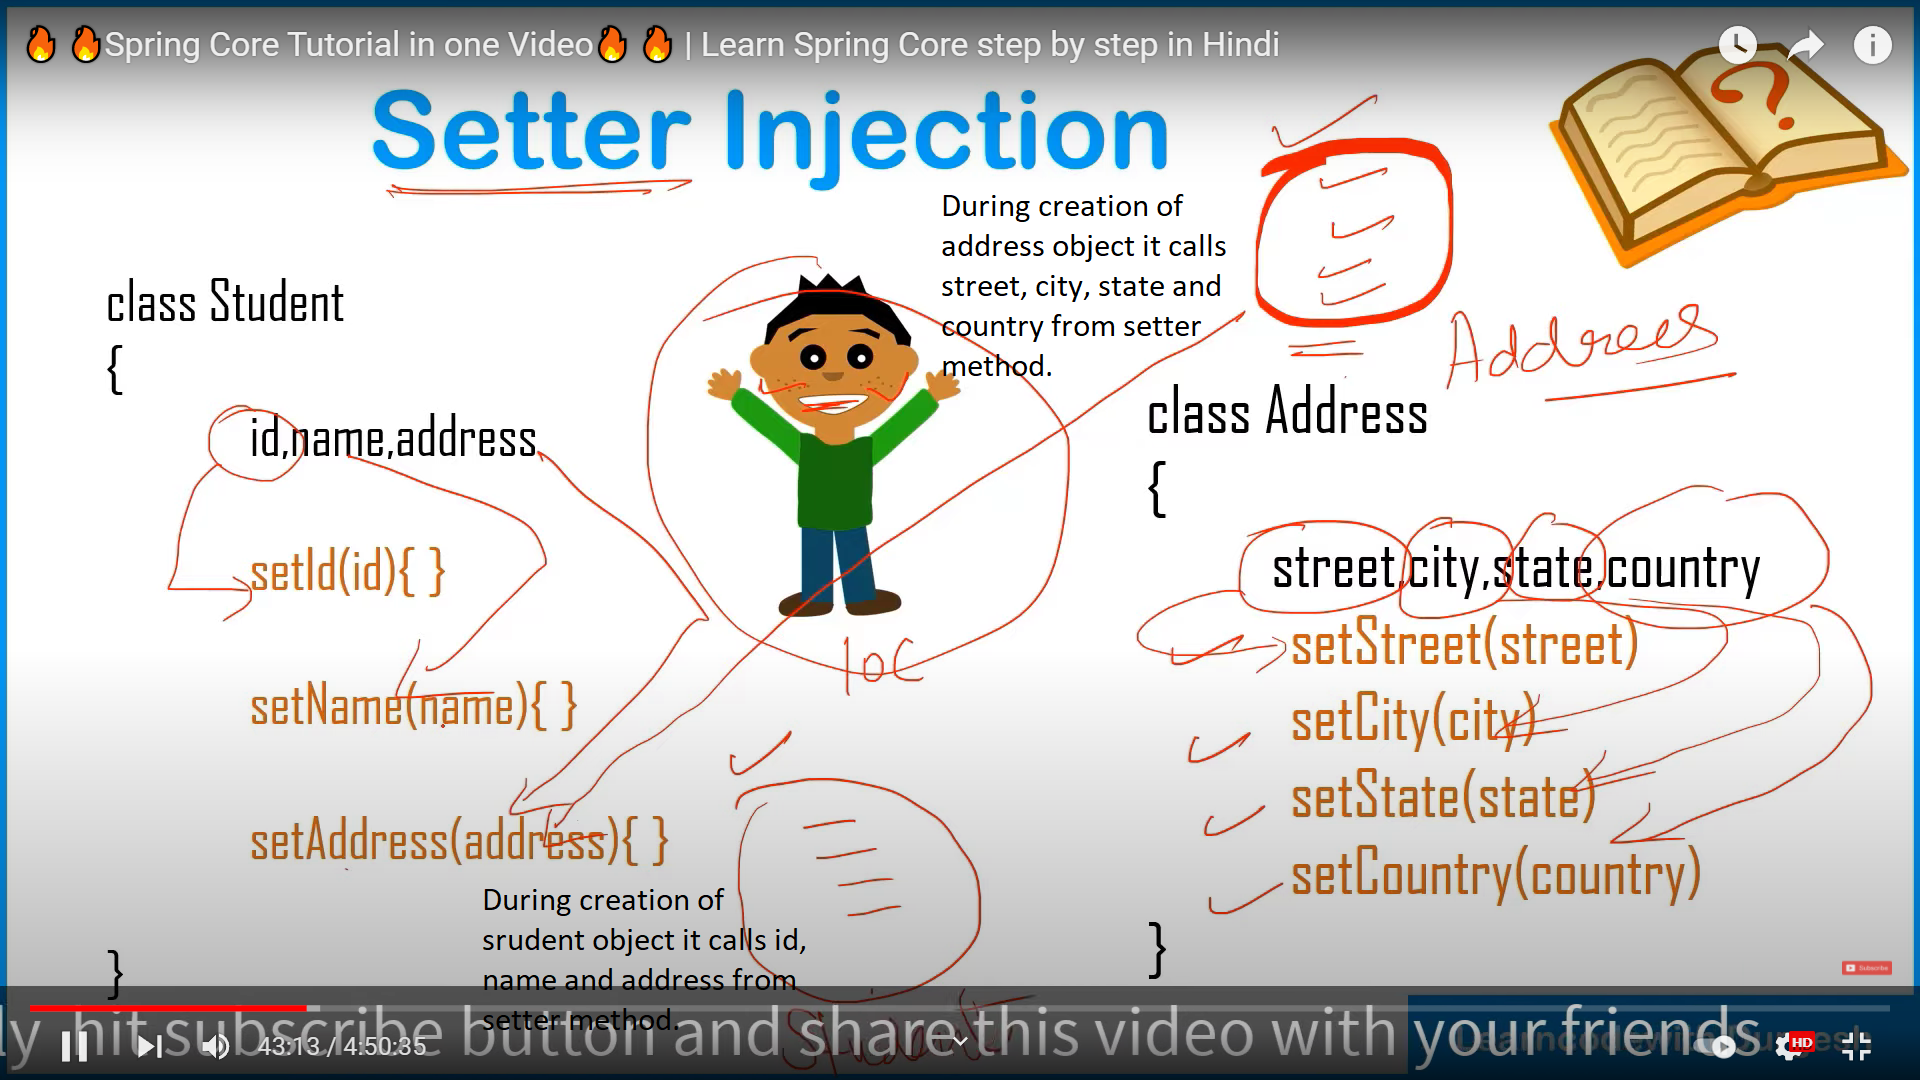 🔥🔥Spring Core Tutorial in one Video🔥🔥 | Learn Spring Core step by step in Hindi
Setter Injection
During creation of
address object it calls
street, city, state and
country from setter
method.
Address
class Student
{
id,name,address
setId(id){ }
setName(name){ }
setAddress(address){ }
}
IOC
class Address
{
street,city,state,country
setStreet(street)
setCity(city)
setState(state)
setCountry(country)
}
During creation of
srudent object it calls id,
name and address from
setter method.
Student
Subscribe
ly hit subscribe button and share this video with your friends
43:13 / 4:50:35
HD